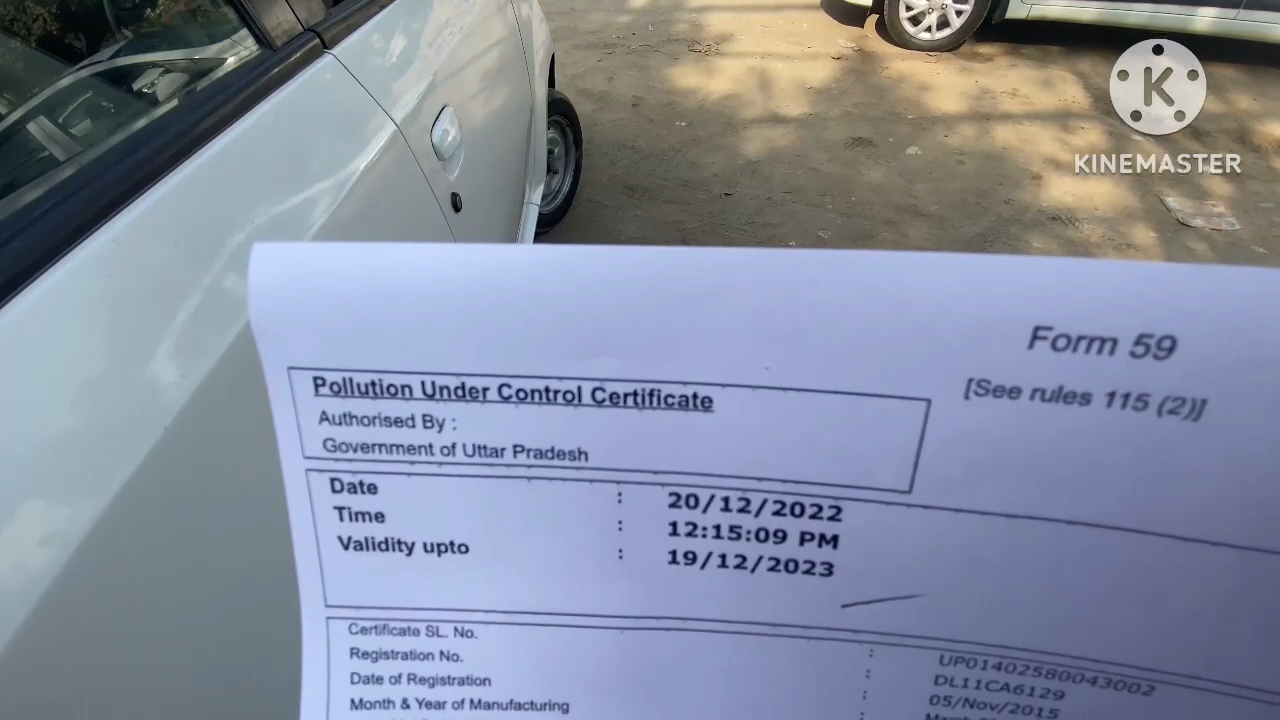 K
KINEMASTER
Form 59
[See rules 115 (2)]
Pollution Under Control Certificate
Authorised By :
Government of Uttar Pradesh
Date : 20/12/2022
Time : 12:15:09 PM
Validity upto : 19/12/2023
Certificate SL. No. : UP01402580043002
Registration No. : DL11CA6129
Date of Registration : 05/Nov/2015
Month & Year of Manufacturing :